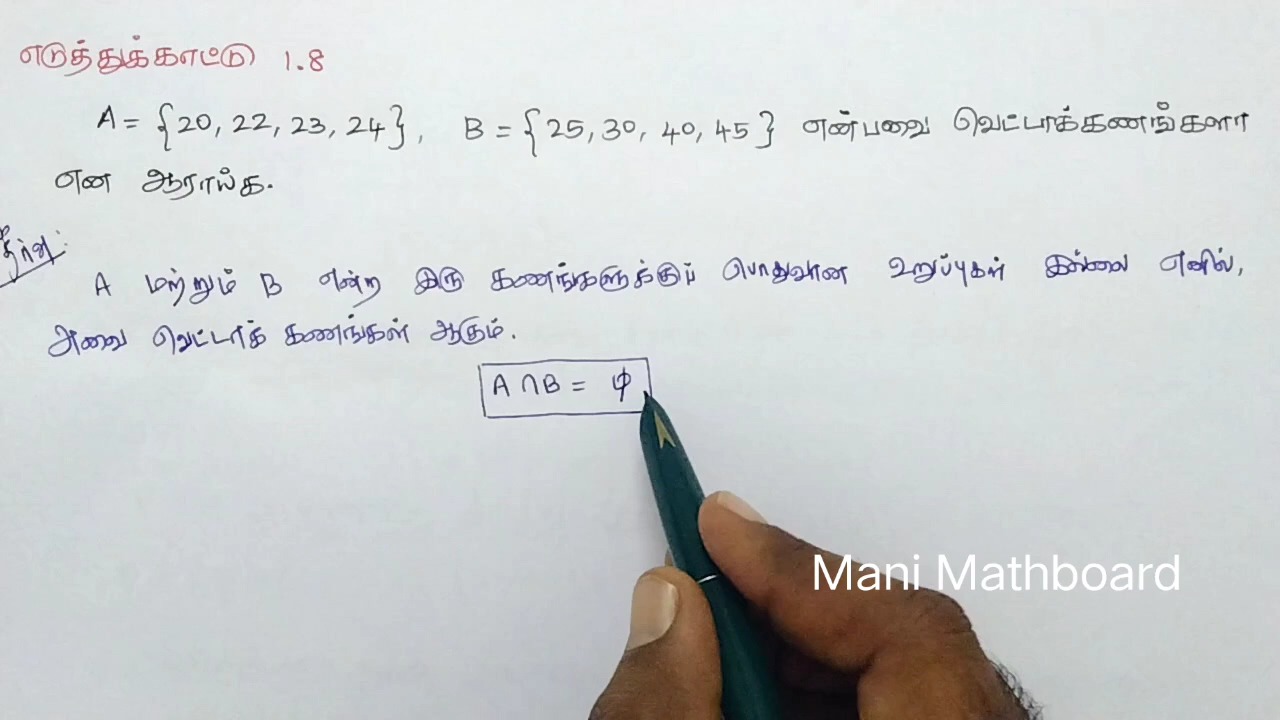 எடுத்துக்காட்டு 1.8
A = {20, 22, 23, 24}, B = {25, 30, 40, 45} என்பவை வெட்டாக்கணங்களா
என ஆராய்க.
தீர்வு:
A மற்றும் B என்ற இரு கணங்களுக்குப் பொதுவான உறுப்புகள் இல்லை எனில்,
அவை வெட்டாக் கணங்கள் ஆகும்.
A ∩ B = φ
Mani Mathboard